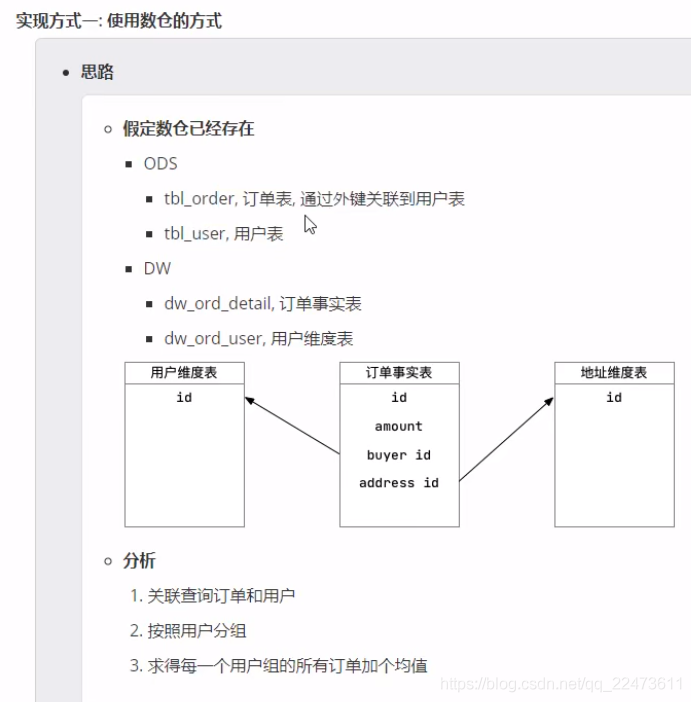 实现方式一: 使用数仓的方式
思路
假定数仓已经存在
ODS
tbl_order, 订单表, 通过外键关联到用户表
tbl_user, 用户表
DW
dw_ord_detail, 订单事实表
dw_ord_user, 用户维度表
用户维度表
id
订单事实表
id
amount
buyer id
address id
地址维度表
id
分析
1. 关联查询订单和用户
2. 按照用户分组
3. 求得每一个用户组的所有订单加个均值
https://blog.csdn.net/qq_22473611